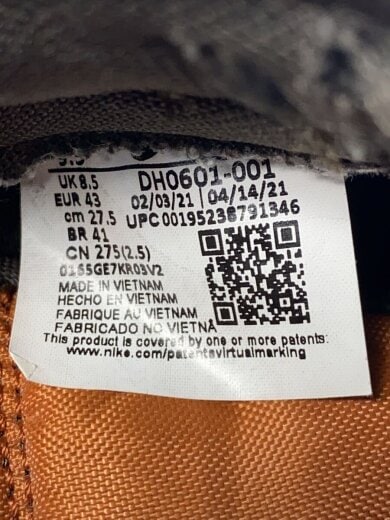 UK 8.5 DH0601-001
EUR 43 02/03/21 04/14/21
cm 27.5 UPC00195238791346
BR 41
CN 275(2.5)
0165GE7KR03V2
MADE IN VIETNAM
HECHO EN VIETNAM
FABRIQUE AU VIETNAM
FABRICADO NO VIETNA
This product is covered by one or more patents:
www.nike.com/patentsvirtualmarking